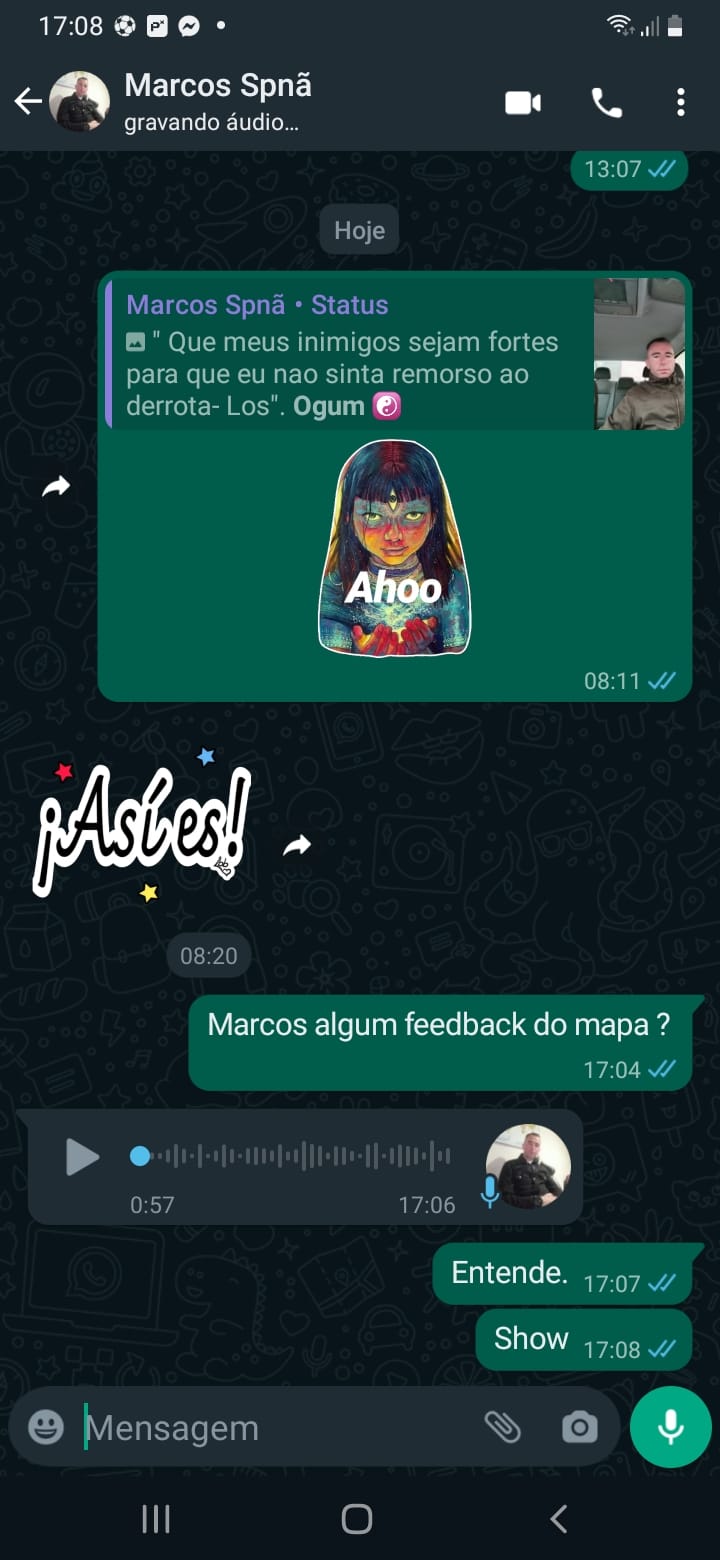 17:08
Marcos Spnã
gravando áudio...
13:07
Hoje
Marcos Spnã • Status
" Que meus inimigos sejam fortes
para que eu nao sinta remorso ao
derrota- Los". Ogum ☯️
Ahoo
08:11
¡Así es!
08:20
Marcos algum feedback do mapa ?
17:04
0:57 17:06
Entende. 17:07
Show 17:08
Mensagem